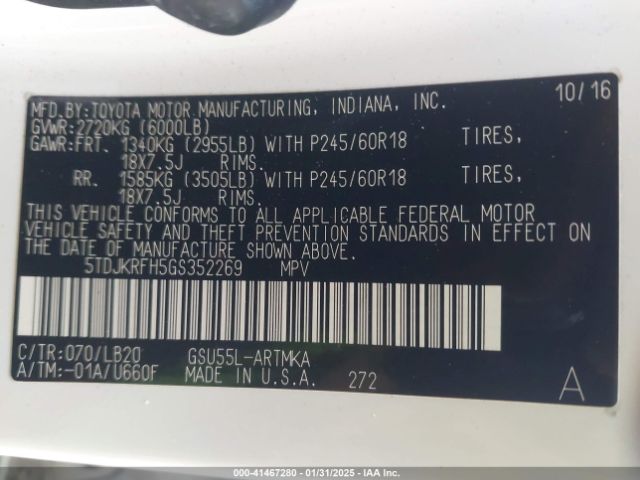 MFD.BY:TOYOTA MOTOR MANUFACTURING, INDIANA, INC. 10/16
GVWR:2720KG (6000LB)
GAWR:FRT. 1340KG (2955LB) WITH P245/60R18 TIRES,
18X7.5J RIMS.
RR. 1585KG (3505LB) WITH P245/60R18 TIRES,
18X7.5J RIMS.
THIS VEHICLE CONFORMS TO ALL APPLICABLE FEDERAL MOTOR
VEHICLE SAFETY AND THEFT PREVENTION STANDARDS IN EFFECT ON
THE DATE OF MANUFACTURE SHOWN ABOVE.
5TDJKRFH5GS352269 MPV
C/TR:070/LB20 GSU55L-ARTMKA
A/TM:-01A/U660F MADE IN U.S.A. 272 A
000-41467280 - 01/31/2025 - IAA Inc.